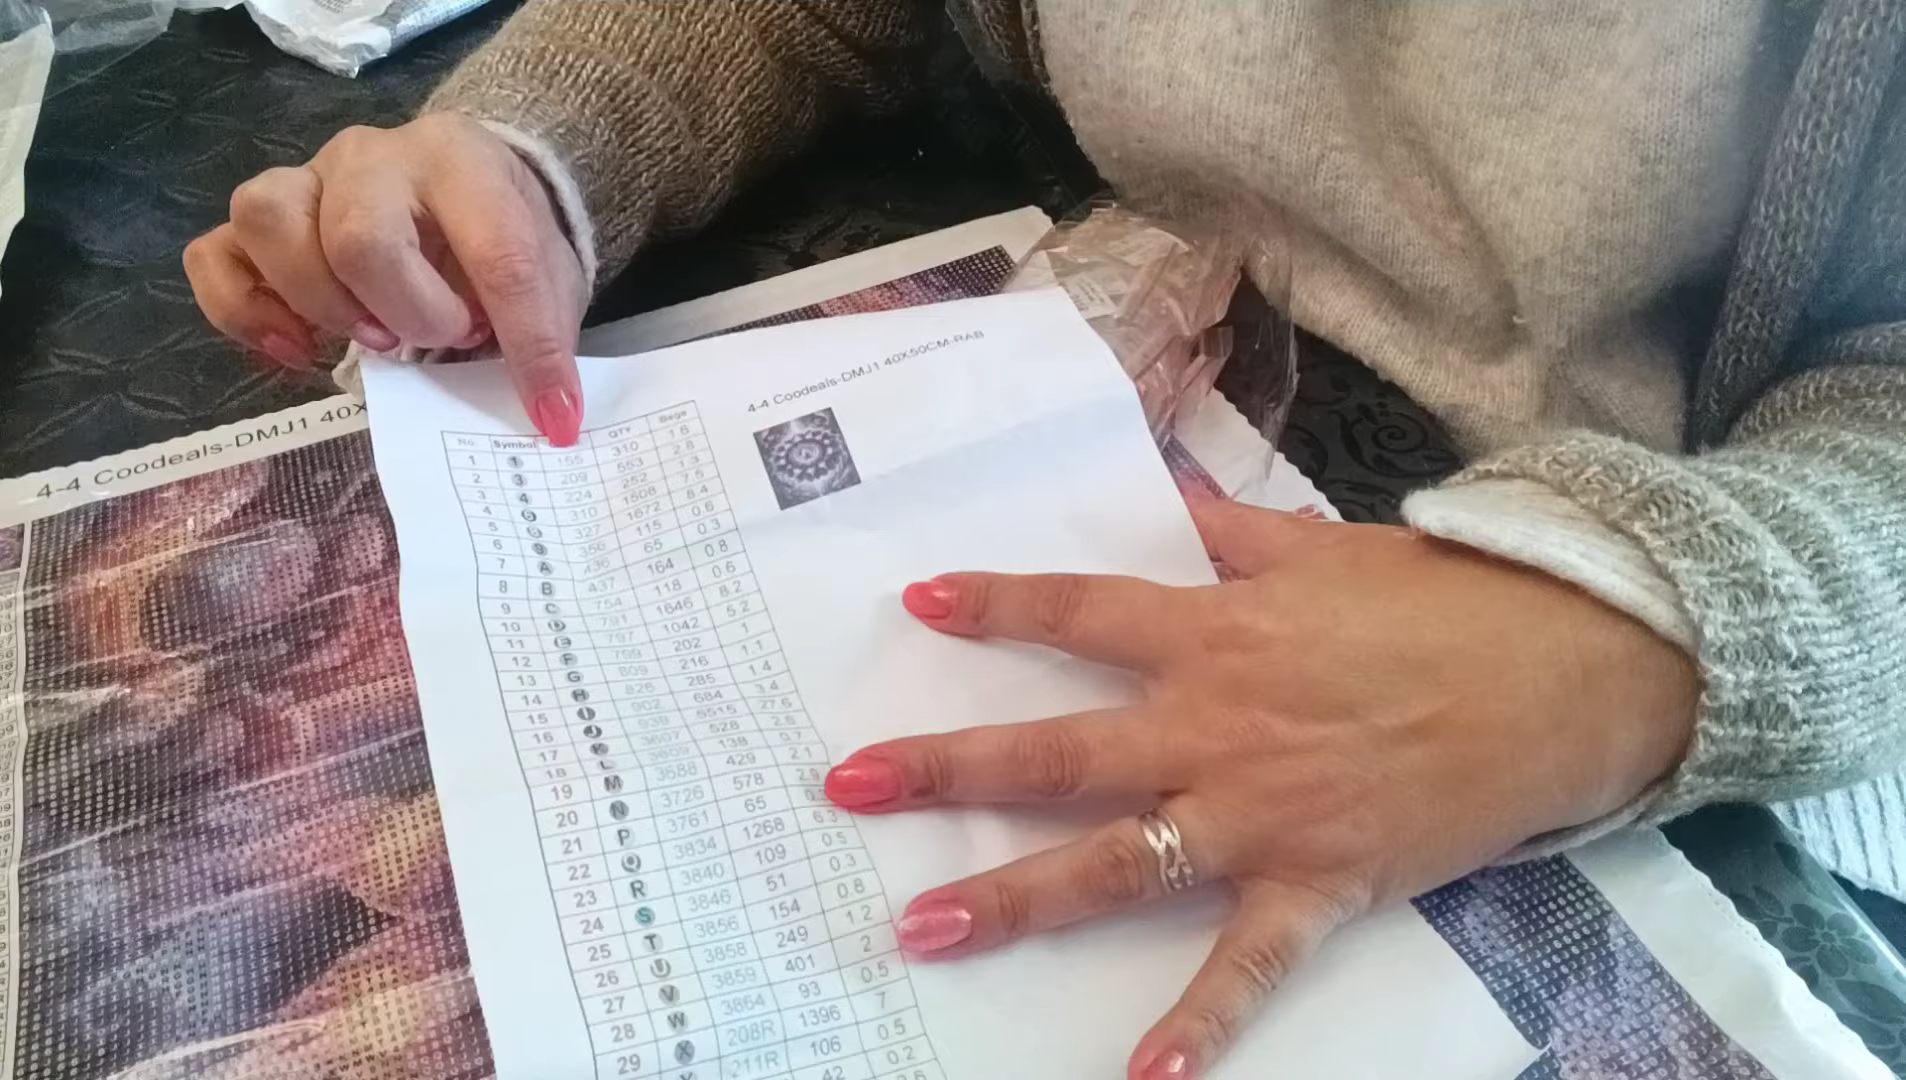 4-4 Coodeals-DMJ1 40X50CM-RAB
4-4 Coodeals-DMJ1 40X
No. Symbol QTY Bags
1 1 155 310 1.6
2 3 209 553 2.8
3 4 224 252 1.3
4 5 310 1508 7.5
5 327 1672 8.4
6 9 356 115 0.6
7 A 436 65 0.3
8 B 437 164 0.8
9 C 754 118 0.6
10 D 791 1646 8.2
11 E 797 1042 5.2
12 F 799 202 1
13 G 809 216 1.1
14 H 826 285 1.4
15 I 902 684 3.4
16 J 939 5515 27.6
17 K 3607 528 2.6
18 L 3609 138 0.7
19 M 3688 429 2.1
20 N 3726 578 2.9
21 P 3761 65
22 Q 3834 1268 6.3
23 R 3840 109 0.5
24 S 3846 51 0.3
25 T 3856 154 0.8
26 U 3858 249 1.2
27 V 3859 401 2
28 W 3864 93 0.5
29 X 208R 1396 7
211R 106 0.5
42 0.2